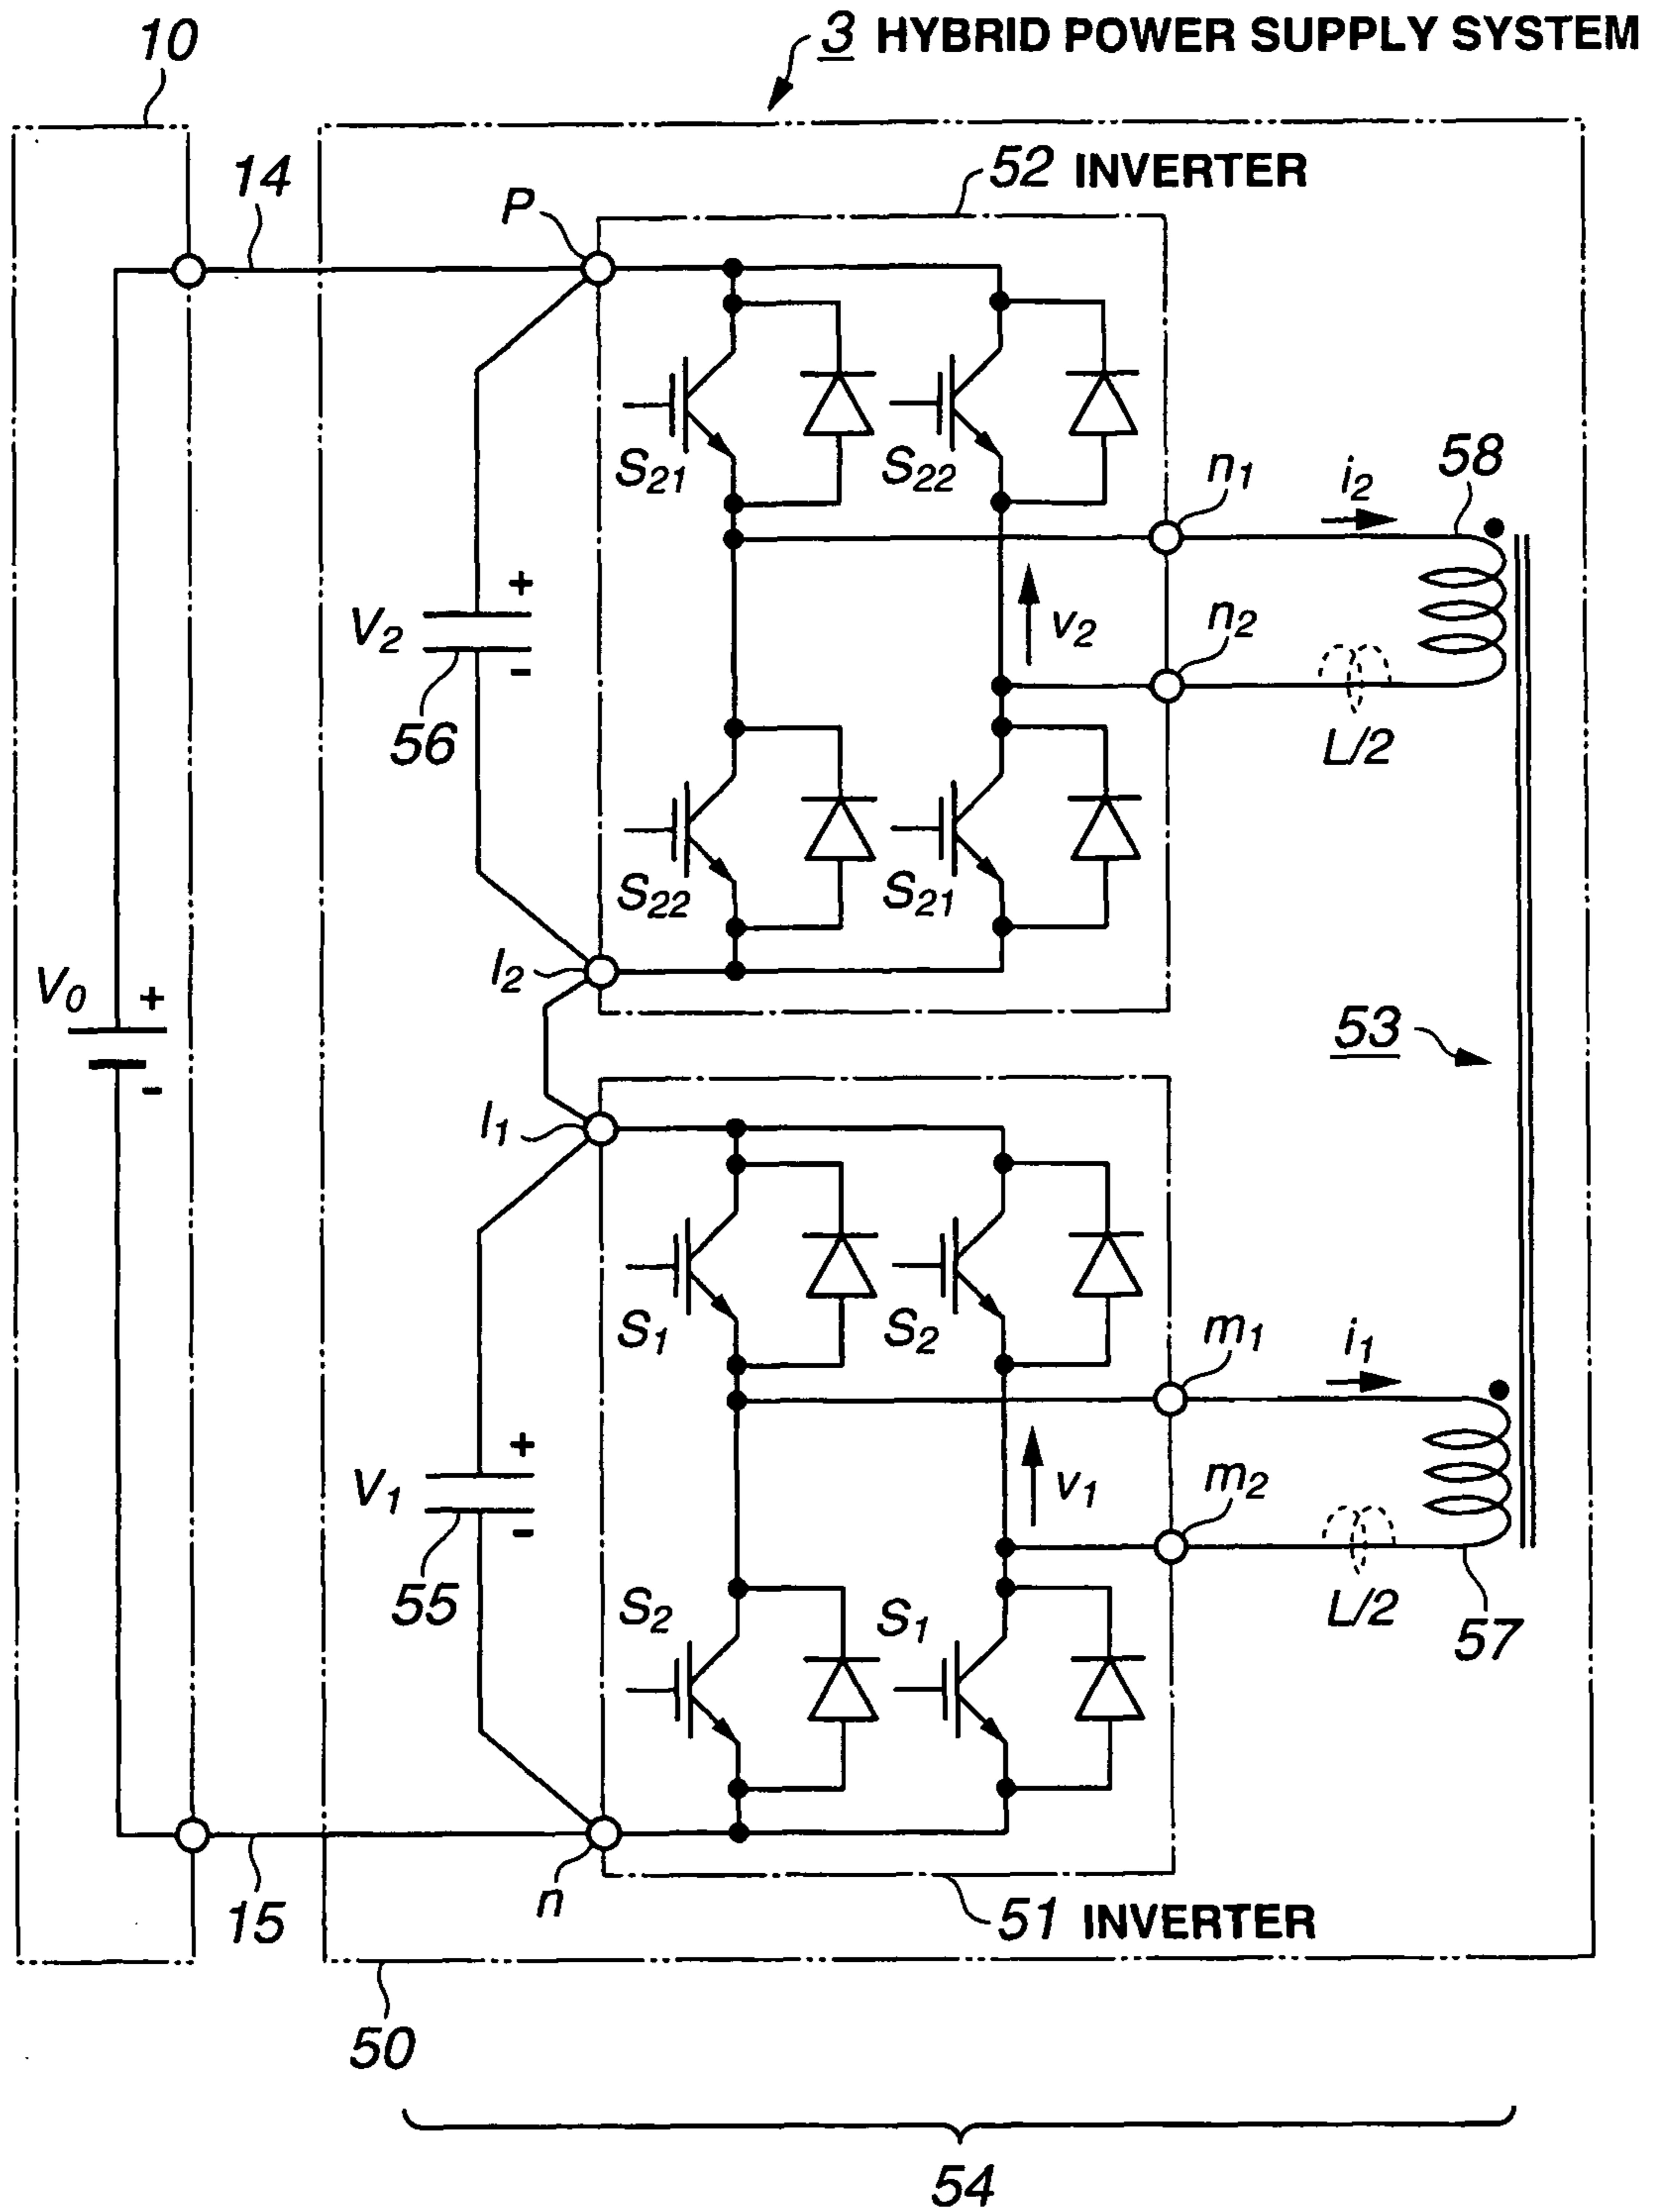 10
3 HYBRID POWER SUPPLY SYSTEM
14
P
52 INVERTER
S21
S22
n1
i2
58
V2
+
-
56
v2
n2
L/2
S22
S21
I2
V0
+
-
53
I1
S1
S2
m1
i1
V1
+
-
55
v1
m2
L/2
57
S2
S1
15
n
51 INVERTER
50
54